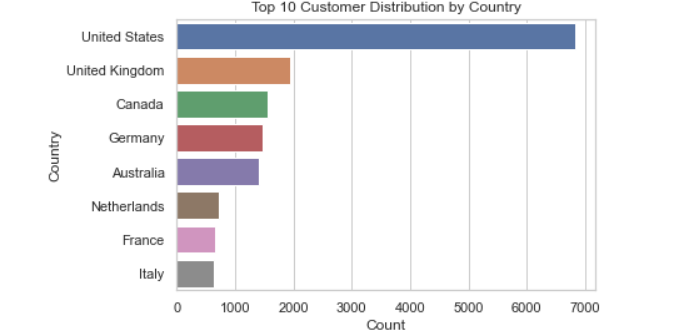 Top 10 Customer Distribution by Country
United States
United Kingdom
Canada
Germany
Australia
Netherlands
France
Italy
Country
0 1000 2000 3000 4000 5000 6000 7000
Count